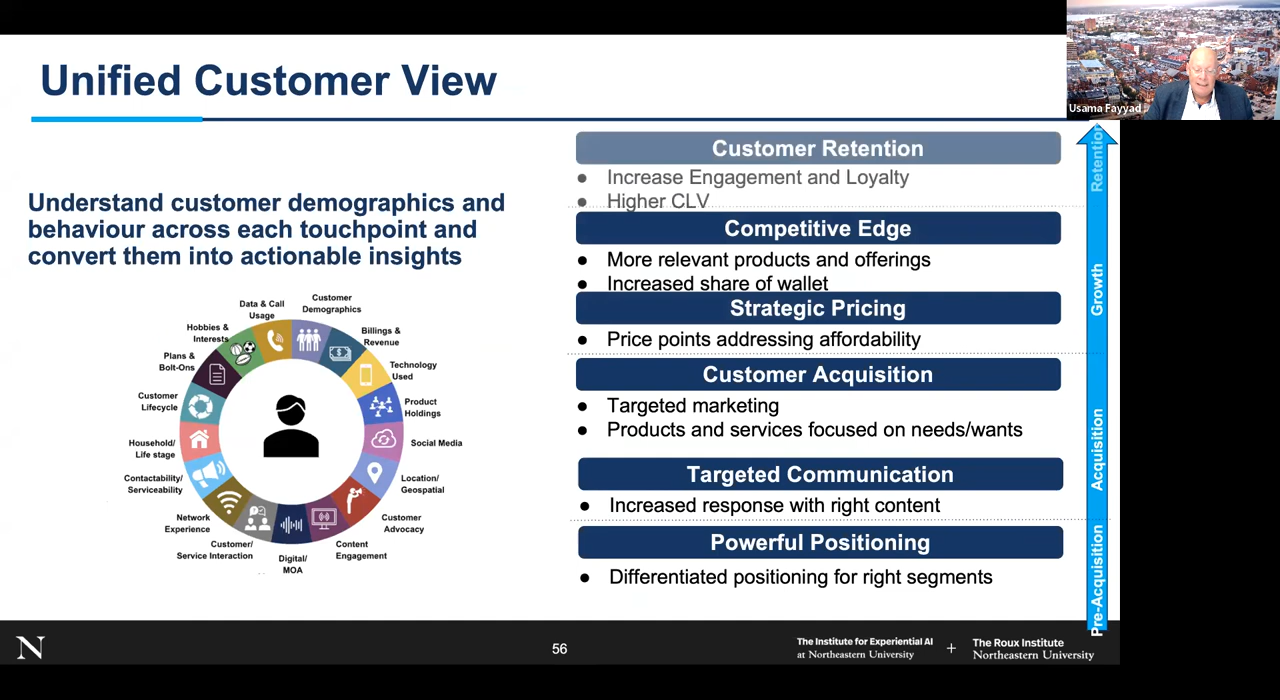 Unified Customer View
Usama Fayyad
Understand customer demographics and
behaviour across each touchpoint and
convert them into actionable insights
Customer
Demographics
Billings &
Revenue
Technology
Used
Product
Holdings
Social Media
Location/
Geospatial
Customer
Advocacy
Content
Engagement
Digital/
MOA
Customer/
Service Interaction
Network
Experience
Contactability/
Serviceability
Household/
Life stage
Customer
Lifecycle
Plans &
Bolt-Ons
Hobbies &
Interests
Data & Call
Usage
Customer Retention
● Increase Engagement and Loyalty
● Higher CLV
Competitive Edge
● More relevant products and offerings
● Increased share of wallet
Strategic Pricing
● Price points addressing affordability
Customer Acquisition
● Targeted marketing
● Products and services focused on needs/wants
Targeted Communication
● Increased response with right content
Powerful Positioning
● Differentiated positioning for right segments
Retention
Growth
Acquisition
Pre-Acquisition
N
56
The Institute for Experiential AI
at Northeastern University
+
The Roux Institute
Northeastern University